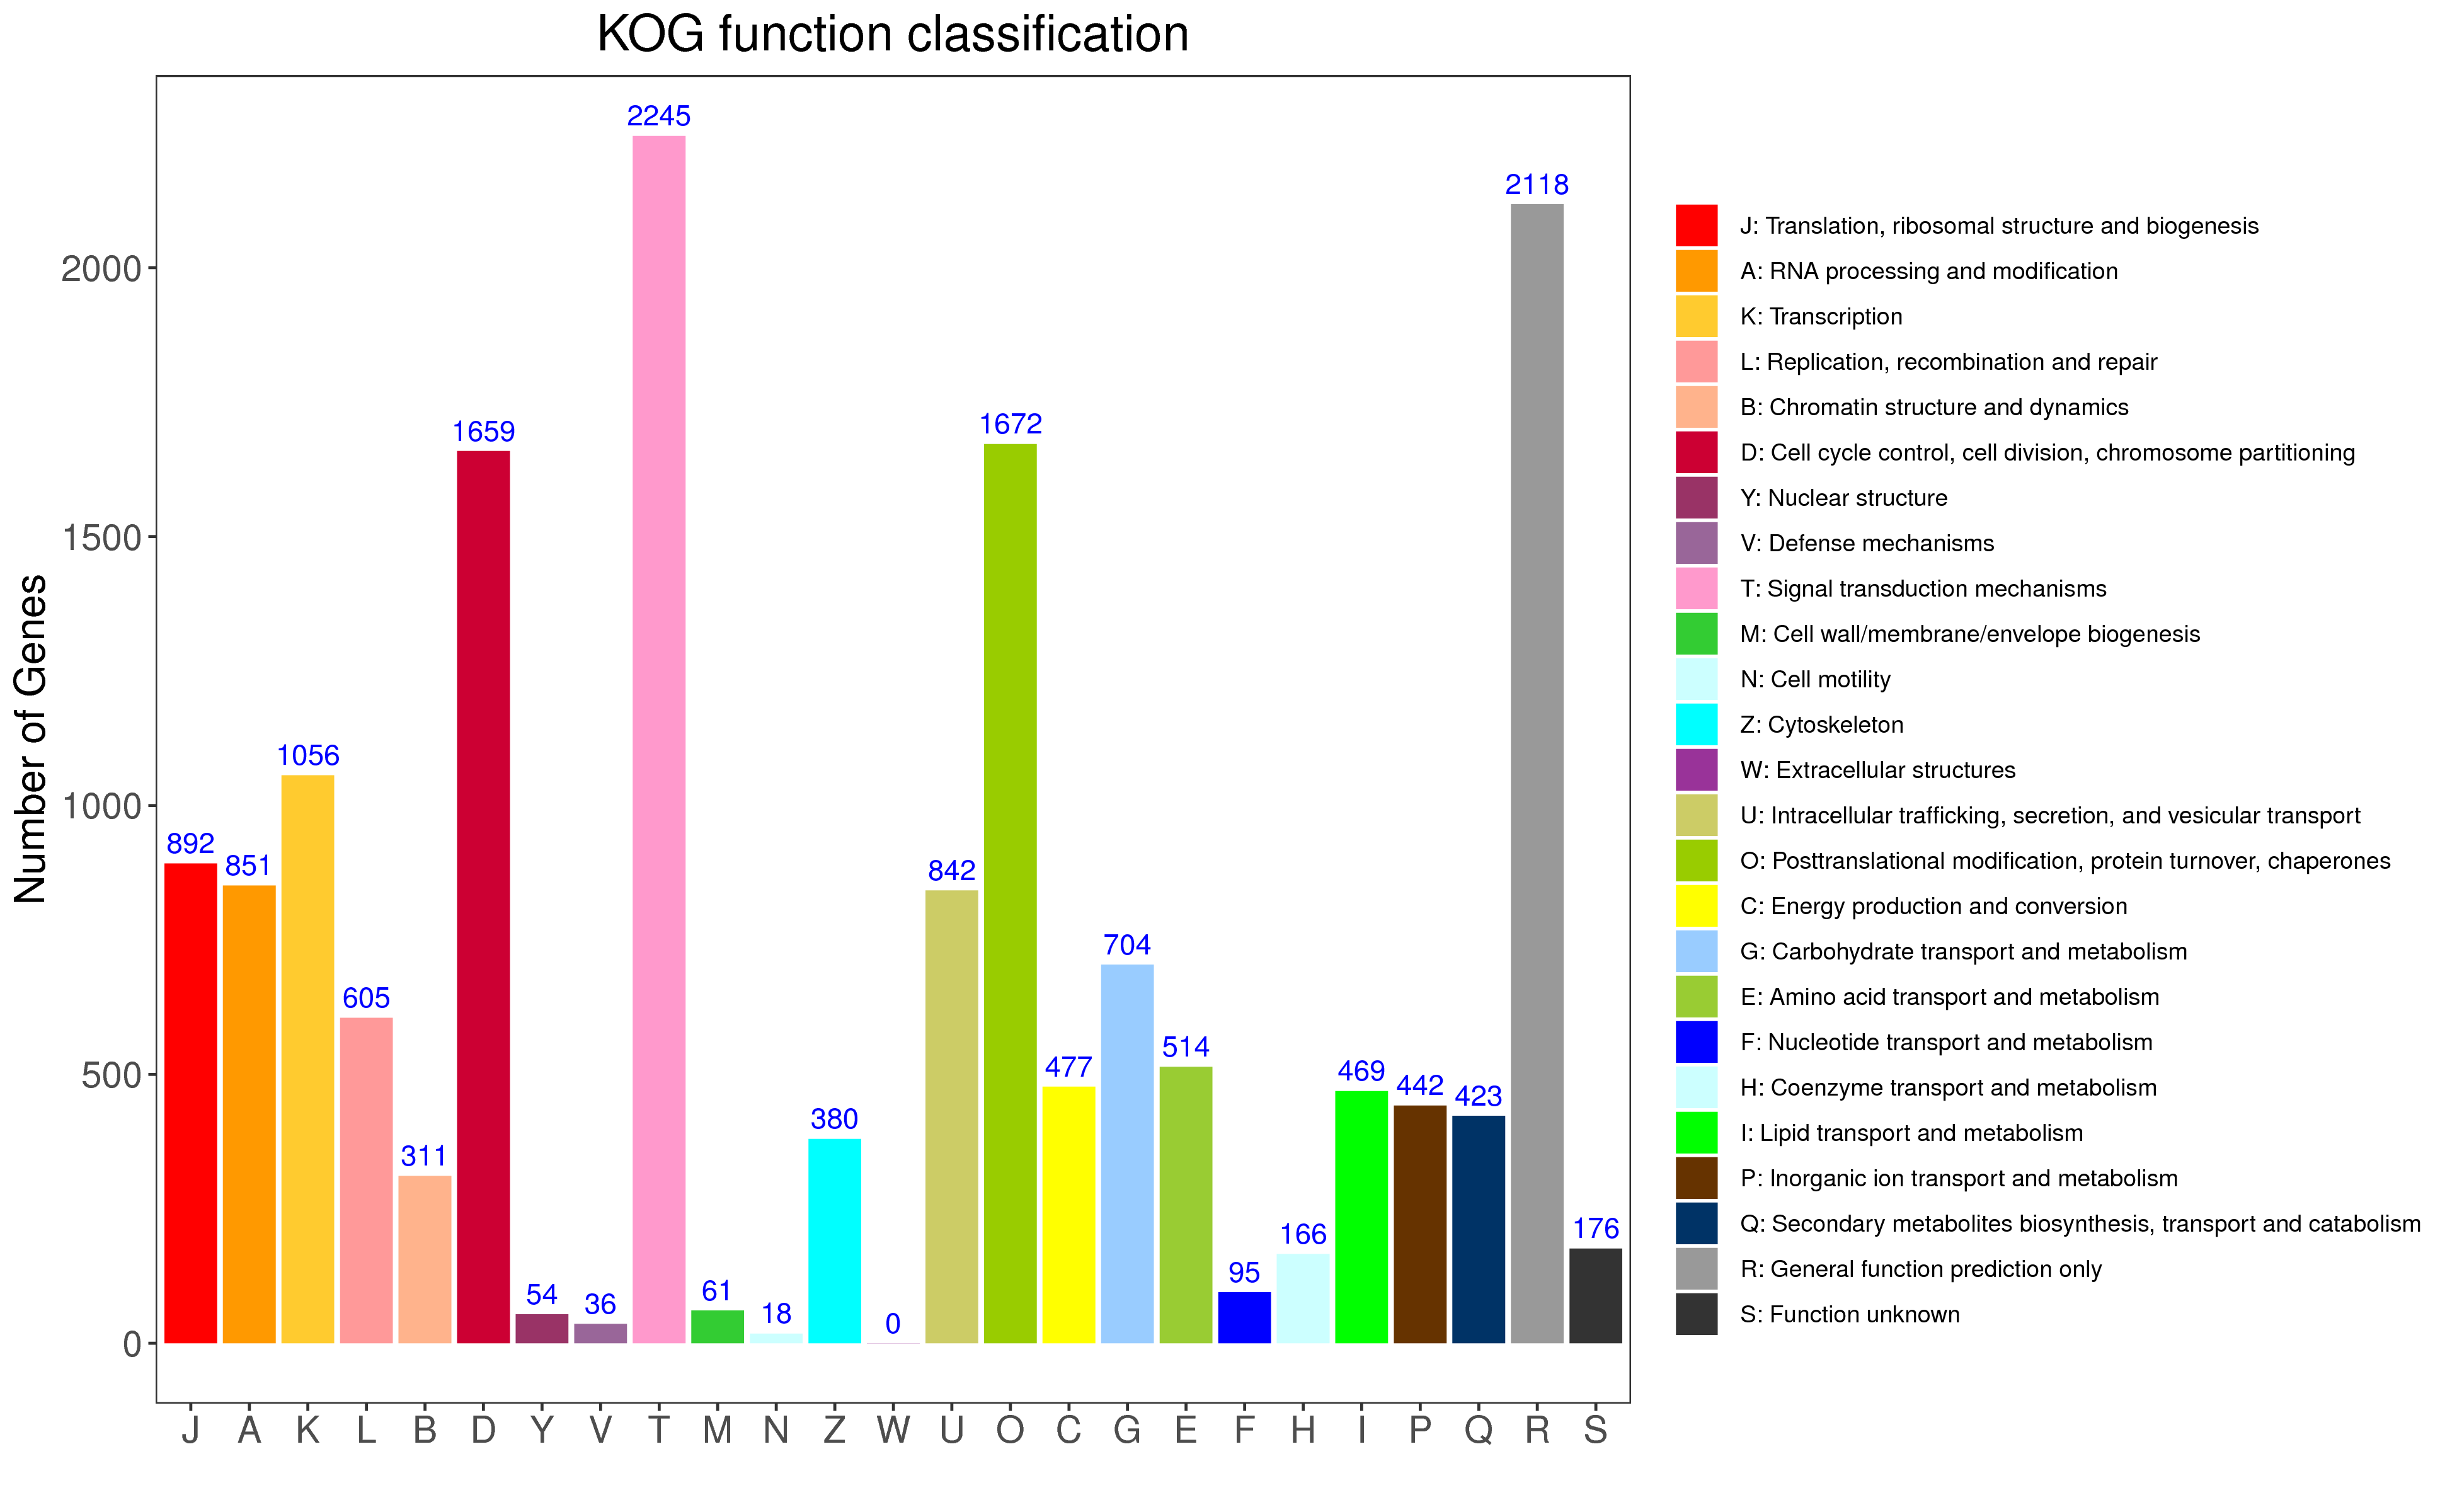 KOG function classification
Number of Genes
2000
1500
1000
500
0
892
851
1056
605
311
1659
54
36
2245
61
18
380
0
842
1672
477
704
514
95
166
469
442
423
2118
176
J A K L B D Y V T M N Z W U O C G E F H I P Q R S
J: Translation, ribosomal structure and biogenesis
A: RNA processing and modification
K: Transcription
L: Replication, recombination and repair
B: Chromatin structure and dynamics
D: Cell cycle control, cell division, chromosome partitioning
Y: Nuclear structure
V: Defense mechanisms
T: Signal transduction mechanisms
M: Cell wall/membrane/envelope biogenesis
N: Cell motility
Z: Cytoskeleton
W: Extracellular structures
U: Intracellular trafficking, secretion, and vesicular transport
O: Posttranslational modification, protein turnover, chaperones
C: Energy production and conversion
G: Carbohydrate transport and metabolism
E: Amino acid transport and metabolism
F: Nucleotide transport and metabolism
H: Coenzyme transport and metabolism
I: Lipid transport and metabolism
P: Inorganic ion transport and metabolism
Q: Secondary metabolites biosynthesis, transport and catabolism
R: General function prediction only
S: Function unknown